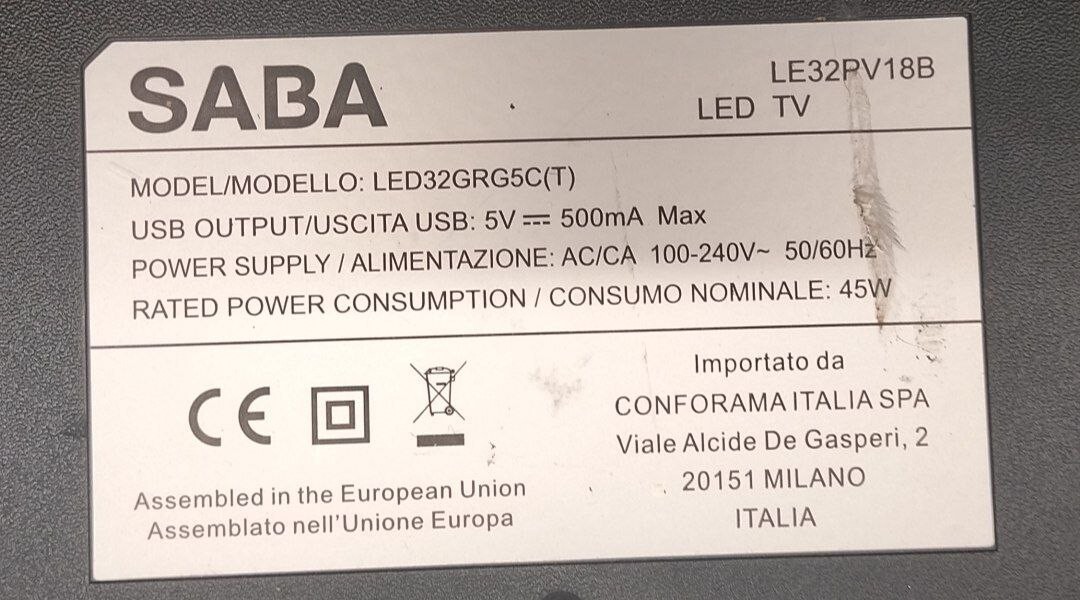 SABA
LE32PV18B
LED TV
MODEL/MODELLO: LED32GRG5C(T)
USB OUTPUT/USCITA USB: 5V ⎓ 500mA Max
POWER SUPPLY / ALIMENTAZIONE: AC/CA 100-240V~ 50/60Hz
RATED POWER CONSUMPTION / CONSUMO NOMINALE: 45W
CE
Assembled in the European Union
Assemblato nell'Unione Europa
Importato da
CONFORAMA ITALIA SPA
Viale Alcide De Gasperi, 2
20151 MILANO
ITALIA